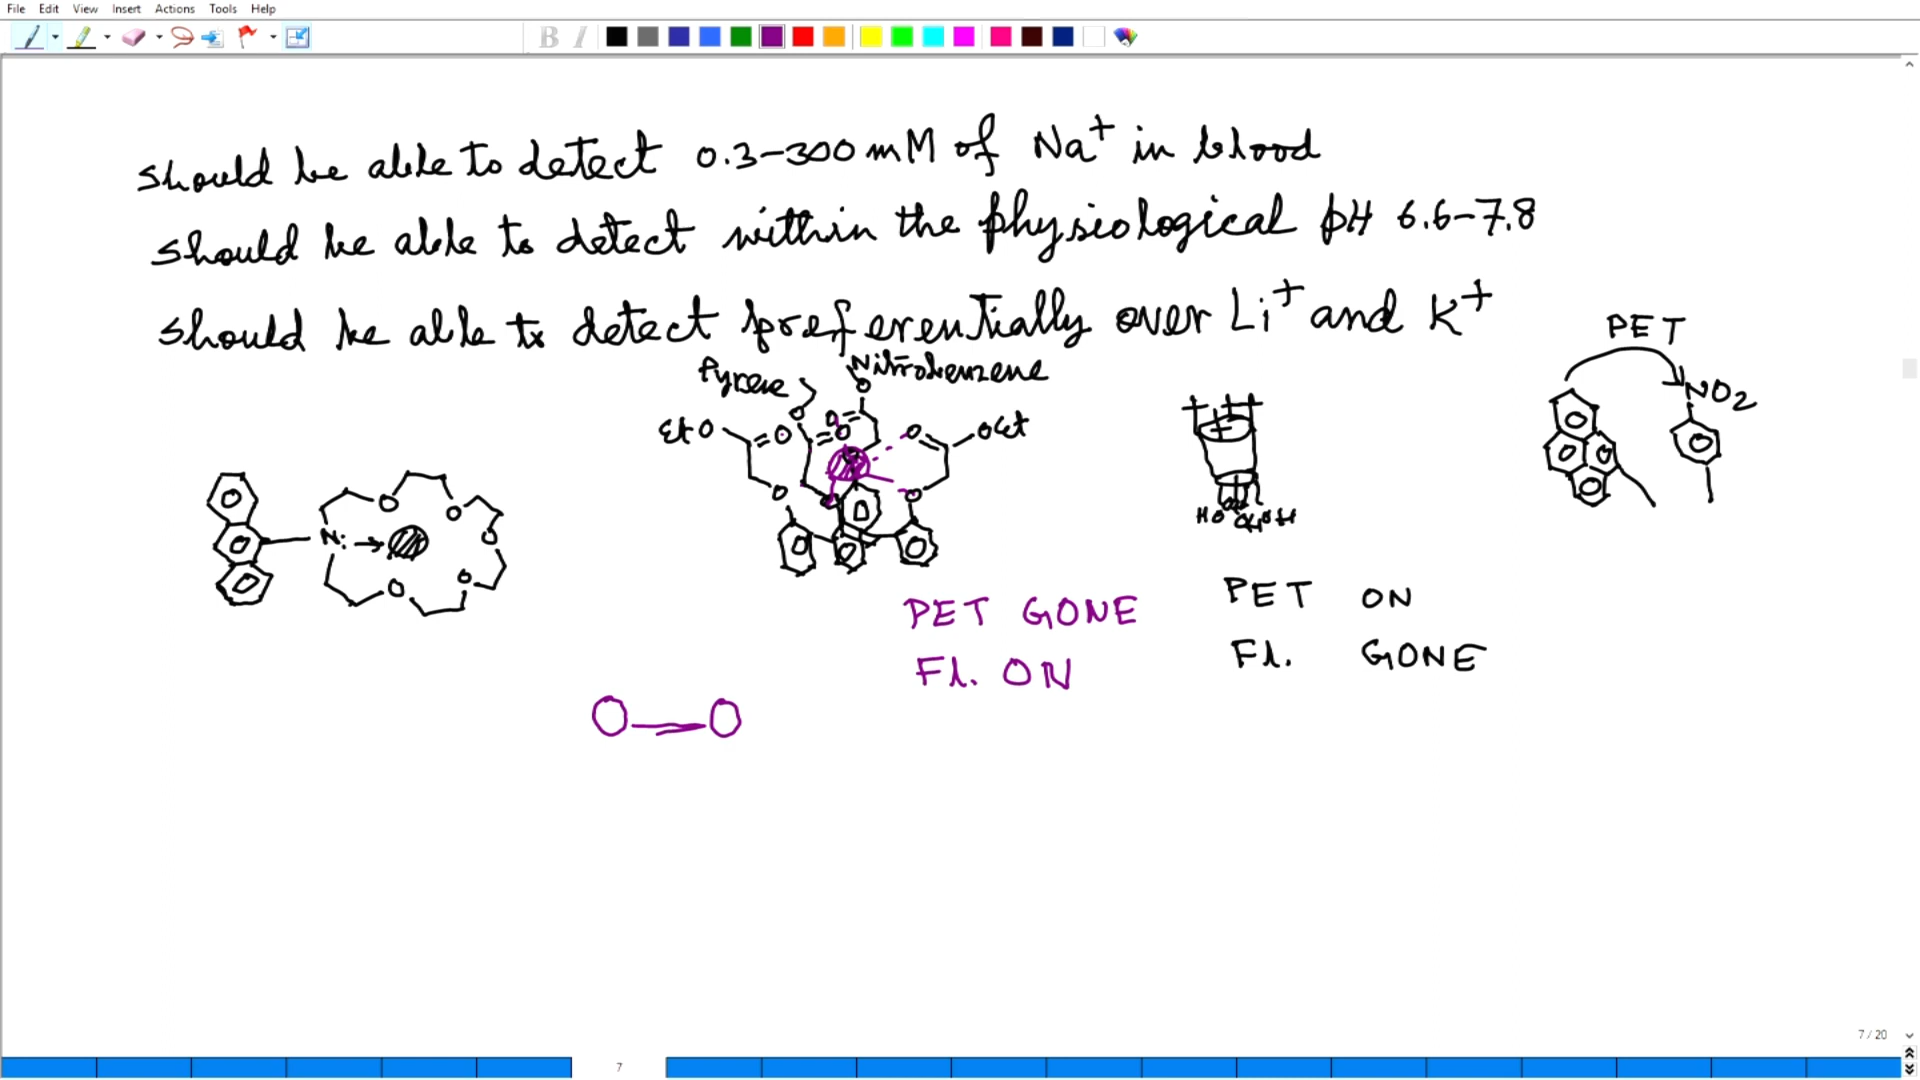 File Edit View Insert Actions Tools Help
B I
should be able to detect 0.3-300 mM of Na+ in blood
should be able to detect within the physiological pH 6.6-7.8
should be able to detect preferentially over Li+ and K+
PET
Pyrene Nitrobenzene
NO2
EtO O O O O OEt
O O O
O O O
N: O
O O
HO OH OH
PET GONE
Fl. ON
PET ON
Fl. GONE
7 / 20
7